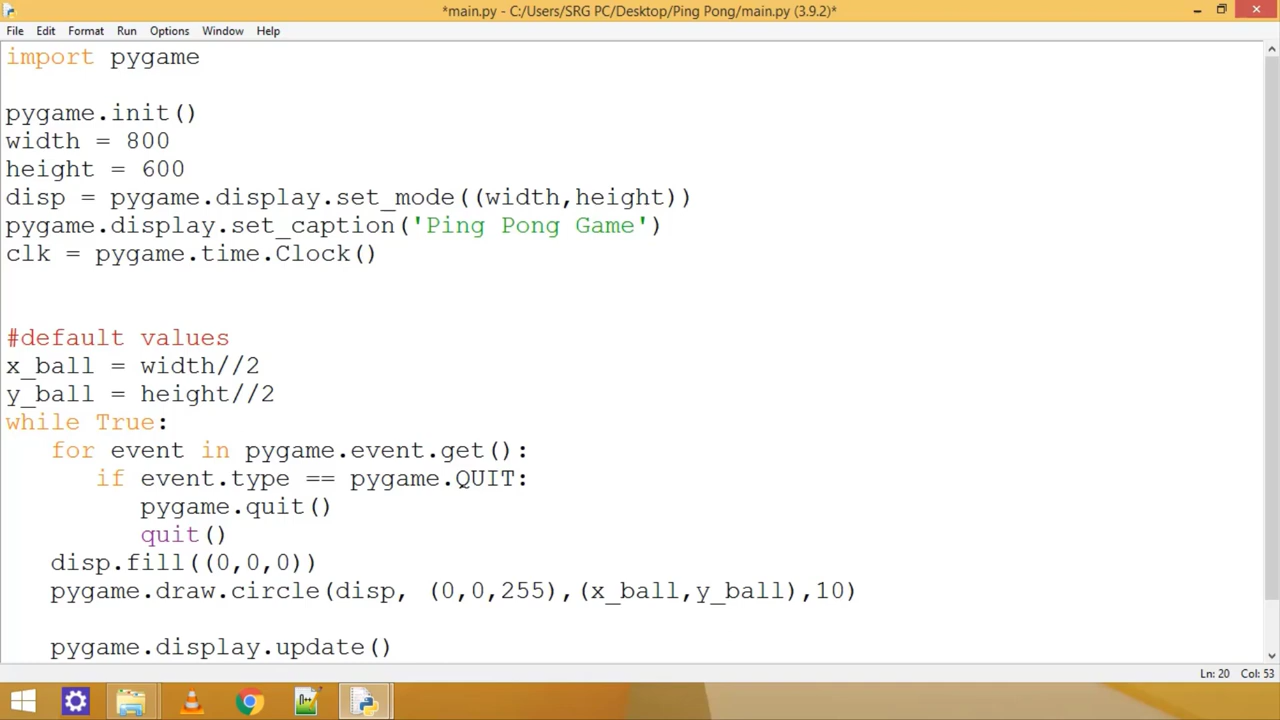 *main.py - C:/Users/SRG PC/Desktop/Ping Pong/main.py (3.9.2)*
File Edit Format Run Options Window Help
import pygame
pygame.init()
width = 800
height = 600
disp = pygame.display.set_mode((width,height))
pygame.display.set_caption('Ping Pong Game')
clk = pygame.time.Clock()
#default values
x_ball = width//2
y_ball = height//2
while True:
   for event in pygame.event.get():
      if event.type == pygame.QUIT:
         pygame.quit()
         quit()
   disp.fill((0,0,0))
   pygame.draw.circle(disp, (0,0,255),(x_ball,y_ball),10)
   pygame.display.update()
Ln: 20 Col: 53